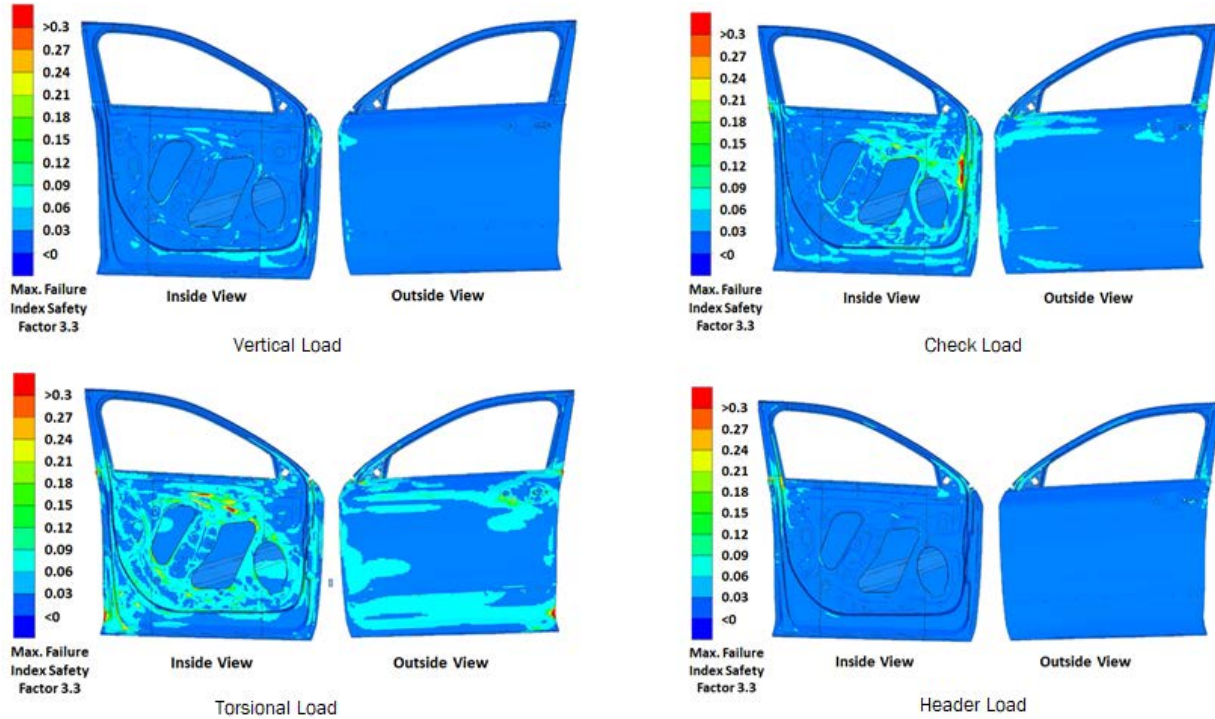 >0.3
0.27
0.24
0.21
0.18
0.15
0.12
0.09
0.06
0.03
<0
Max. Failure
Index Safety
Factor 3.3
Inside View
Outside View
Vertical Load
>0.3
0.27
0.24
0.21
0.18
0.15
0.12
0.09
0.06
0.03
<0
Max. Failure
Index Safety
Factor 3.3
Inside View
Outside View
Check Load
>0.3
0.27
0.24
0.21
0.18
0.15
0.12
0.09
0.06
0.03
<0
Max. Failure
Index Safety
Factor 3.3
Inside View
Outside View
Torsional Load
>0.3
0.27
0.24
0.21
0.18
0.15
0.12
0.09
0.06
0.03
<0
Max. Failure
Index Safety
Factor 3.3
Inside View
Outside View
Header Load